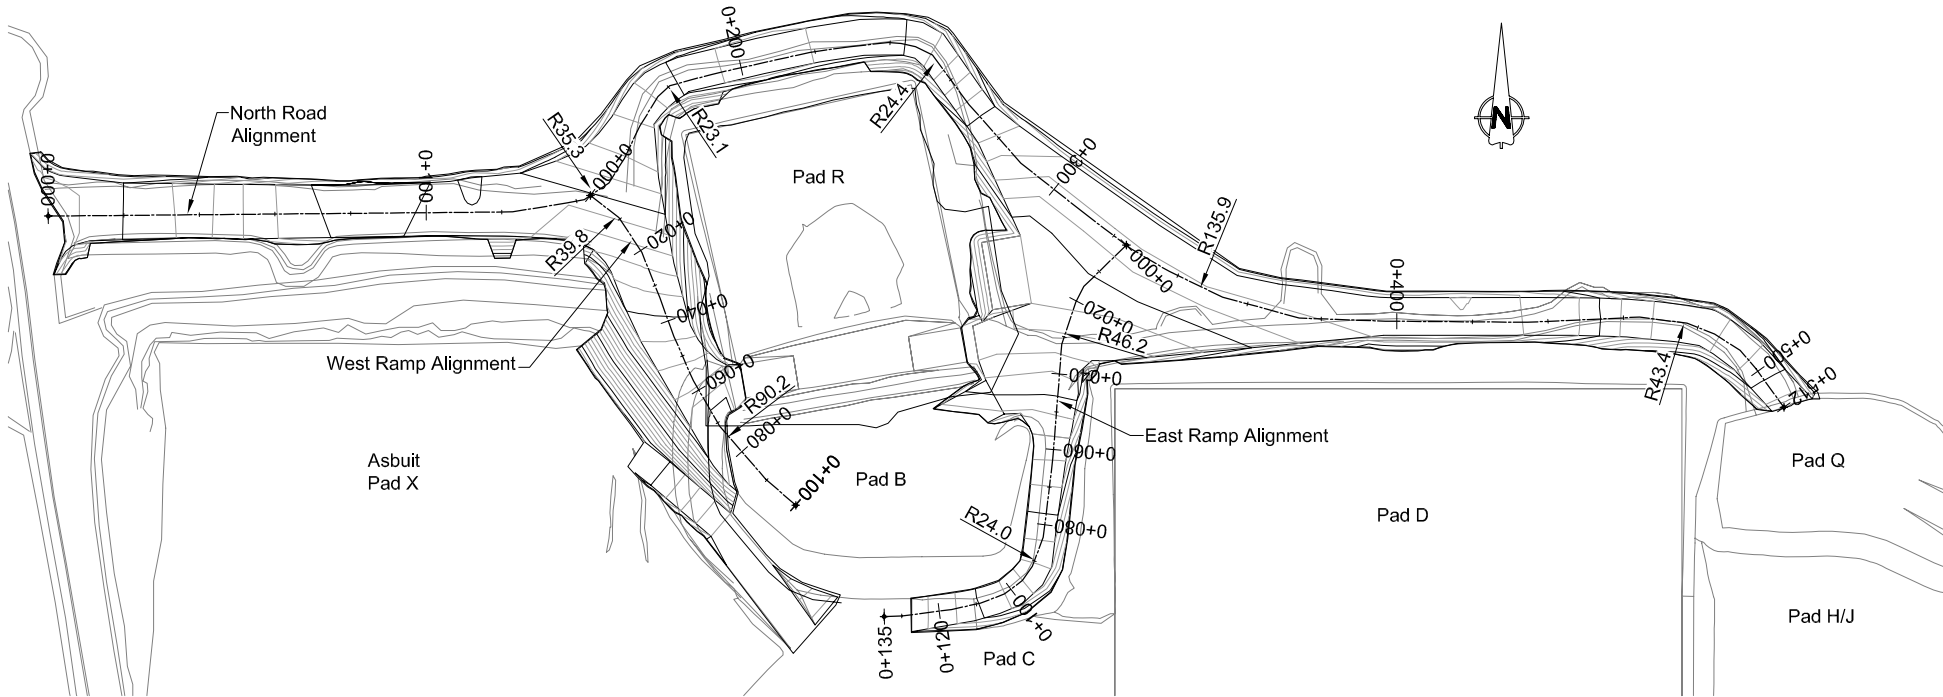 0+200
R24.4
North Road
Alignment
R35.3
R23.1
N
0+000
0+100
0+000
Pad R
0+300
0+020
R39.8
R135.9
0+000
0+400
0+040
0+020
R46.2
West Ramp Alignment
0+060
0+040
R90.2
0+080
R43.4
0+500
0+512
East Ramp Alignment
0+060
Asbuit
Pad X
0+100
Pad B
Pad Q
R24.0
0+080
Pad D
0+100
0+135
0+120
Pad C
Pad H/J